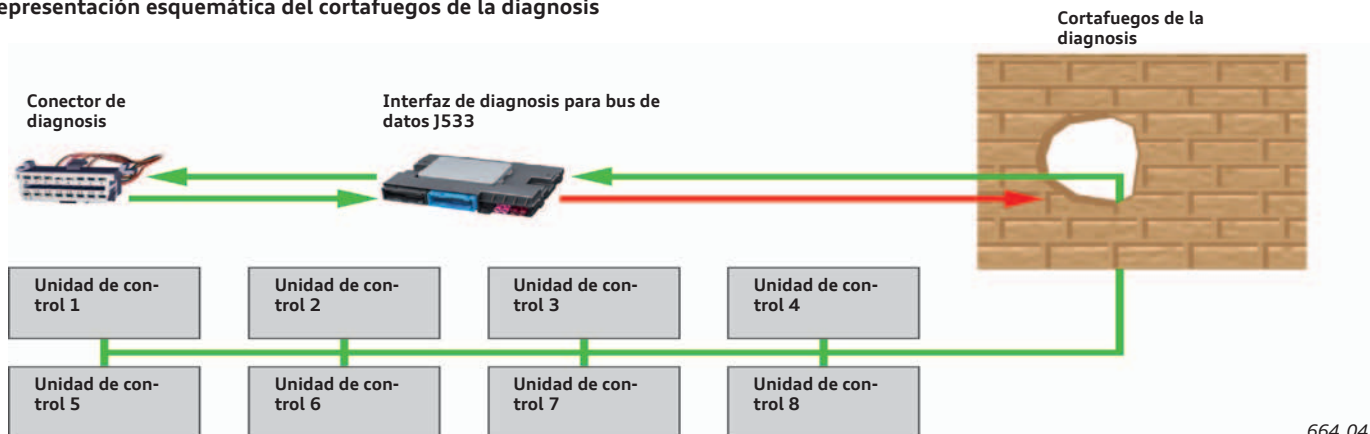 epresentación esquemática del cortafuegos de la diagnosis
Cortafuegos de la
diagnosis
Conector de
diagnosis
Interfaz de diagnosis para bus de
datos J533
Unidad de con-
trol 1
Unidad de con-
trol 2
Unidad de con-
trol 3
Unidad de con-
trol 4
Unidad de con-
trol 5
Unidad de con-
trol 6
Unidad de con-
trol 7
Unidad de con-
trol 8
664_04